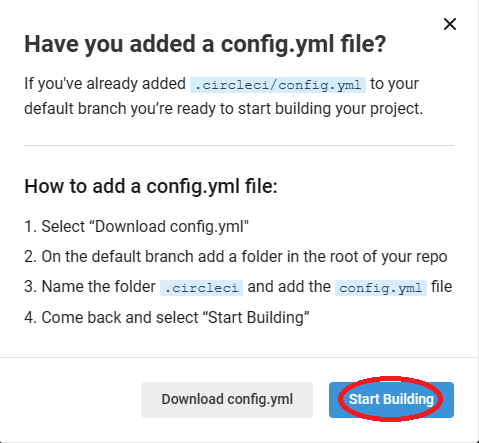 Have you added a config.yml file?
If you've already added .circleci/config.yml to your
default branch you’re ready to start building your project.
How to add a config.yml file:
1. Select “Download config.yml"
2. On the default branch add a folder in the root of your repo
3. Name the folder .circleci and add the config.yml file
4. Come back and select “Start Building”
Download config.yml
Start Building